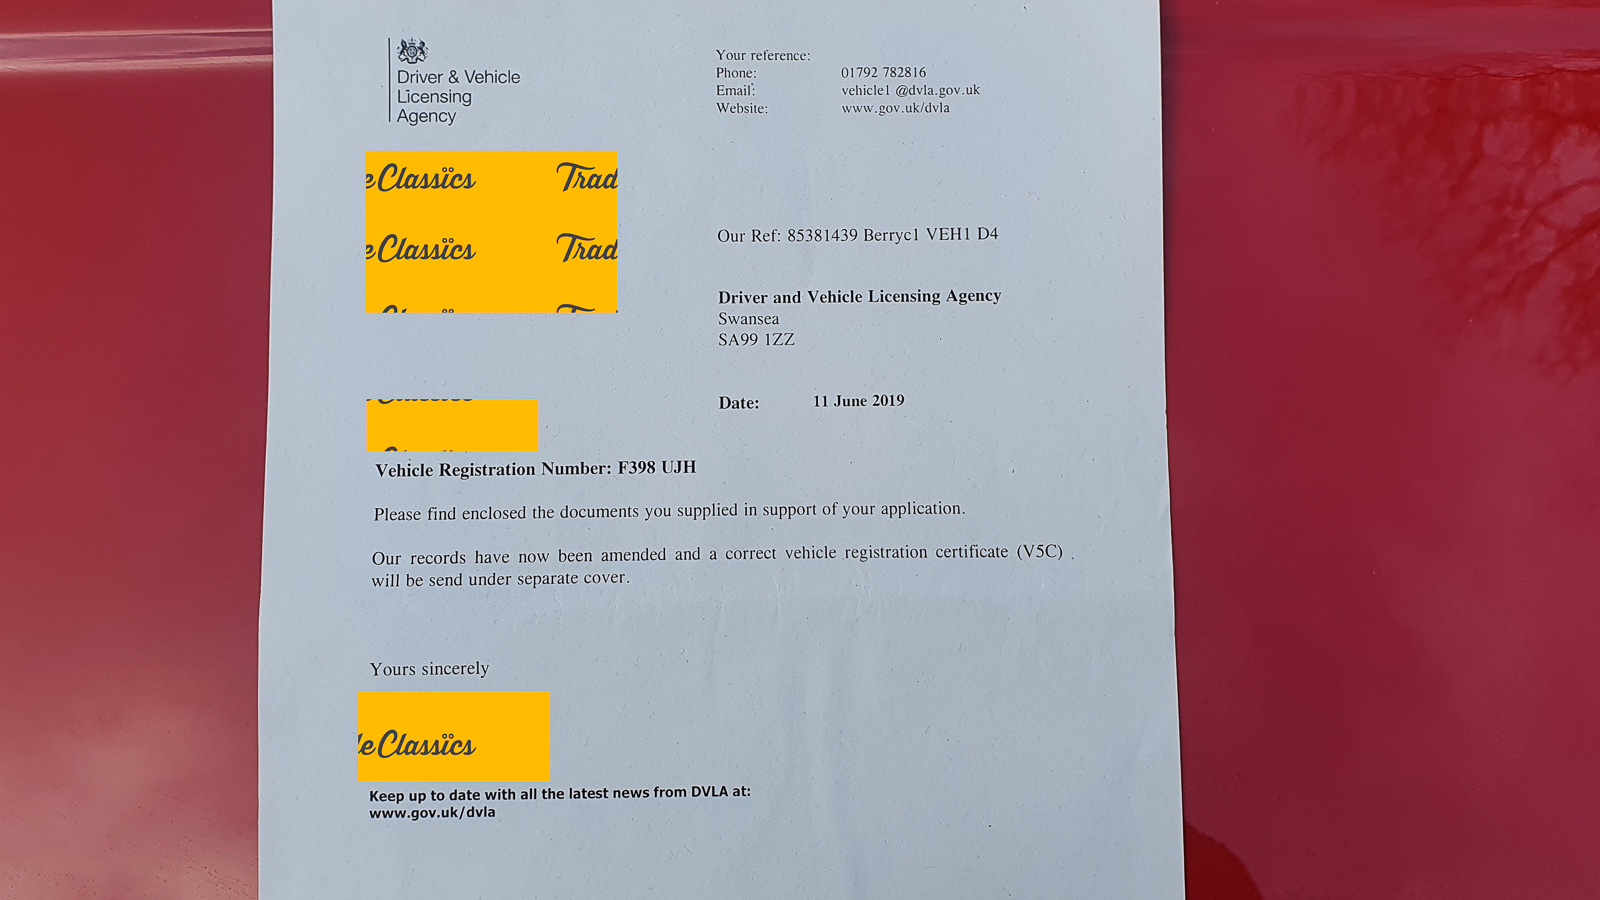 Driver & Vehicle
Licensing
Agency
Your reference:
Phone: 01792 782816
Email: vehicle1 @dvla.gov.uk
Website: www.gov.uk/dvla
eClassics Trad
eClassics Trad
Our Ref: 85381439 Berryc1 VEH1 D4
Driver and Vehicle Licensing Agency
Swansea
SA99 1ZZ
Date: 11 June 2019
Vehicle Registration Number: F398 UJH
Please find enclosed the documents you supplied in support of your application.
Our records have now been amended and a correct vehicle registration certificate (V5C)
will be send under separate cover.
Yours sincerely
leClassics
Keep up to date with all the latest news from DVLA at:
www.gov.uk/dvla